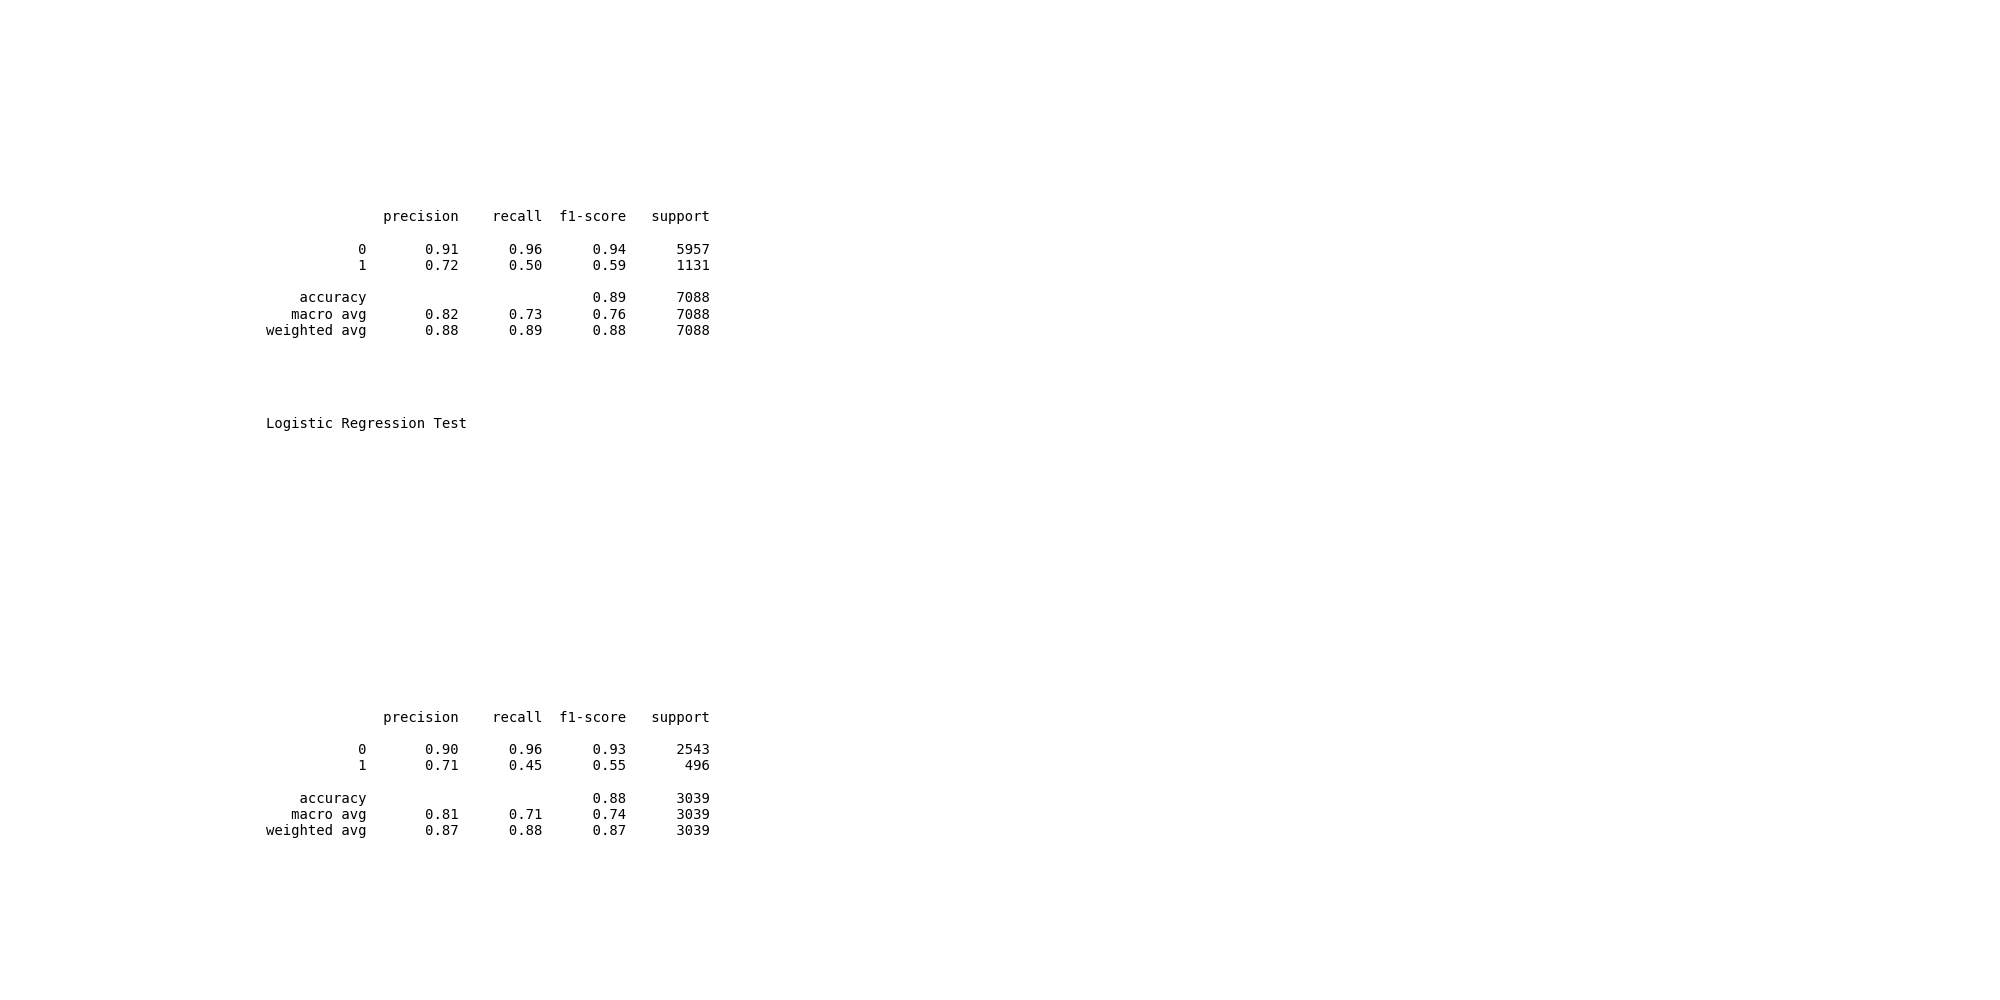 precision    recall  f1-score   support
0       0.91      0.96      0.94      5957
1       0.72      0.50      0.59      1131
accuracy                           0.89      7088
macro avg       0.82      0.73      0.76      7088
weighted avg       0.88      0.89      0.88      7088
Logistic Regression Test
precision    recall  f1-score   support
0       0.90      0.96      0.93      2543
1       0.71      0.45      0.55       496
accuracy                           0.88      3039
macro avg       0.81      0.71      0.74      3039
weighted avg       0.87      0.88      0.87      3039